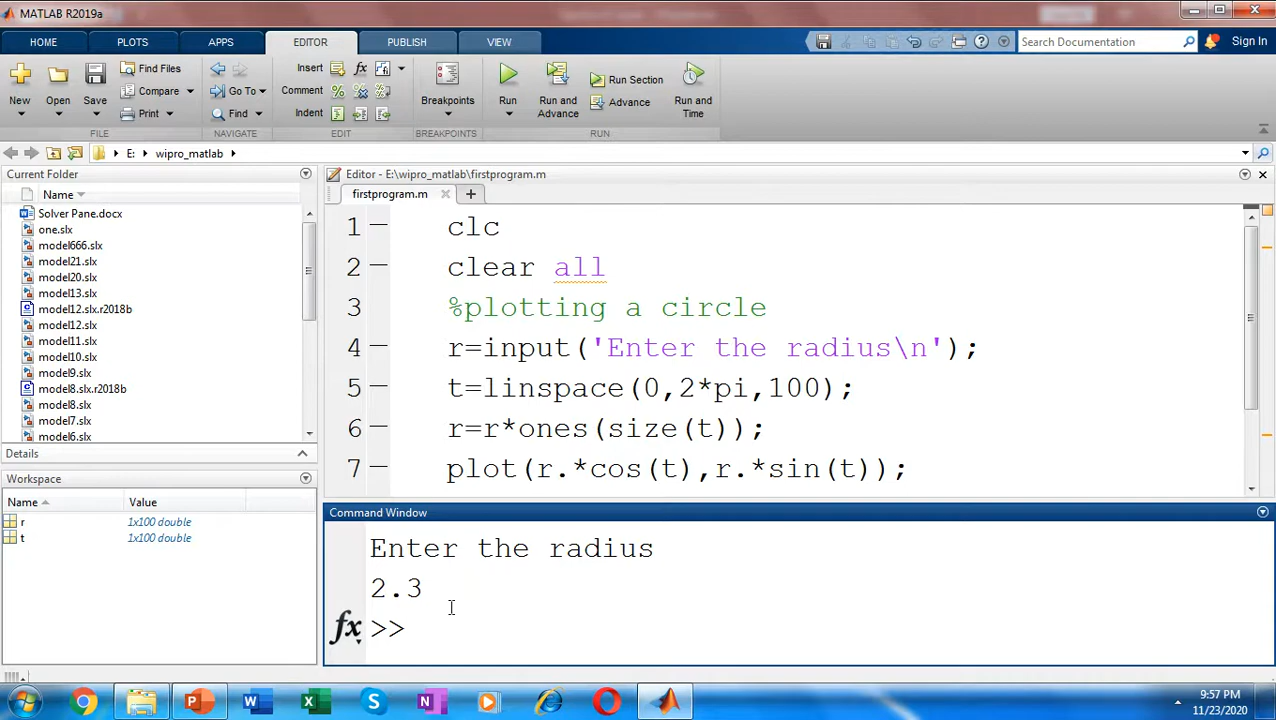 MATLAB R2019a
HOME PLOTS APPS EDITOR PUBLISH VIEW
Search Documentation
Sign In
New
Open
Save
Find Files
Compare
Print
FILE
Go To
Find
NAVIGATE
Insert
Comment
Indent
EDIT
Breakpoints
BREAKPOINTS
Run
Run and
Advance
Run Section
Advance
Run and
Time
RUN
E: wipro_matlab
Current Folder
Name
Solver Pane.docx
one.slx
model666.slx
model21.slx
model20.slx
model13.slx
model12.slx.r2018b
model12.slx
model11.slx
model10.slx
model9.slx
model8.slx.r2018b
model8.slx
model7.slx
model6.slx
Details
Workspace
Name Value
r 1x100 double
t 1x100 double
Editor - E:\wipro_matlab\firstprogram.m
firstprogram.m
1 clc
2 clear all
3 %plotting a circle
4 r=input('Enter the radius\n');
5 t=linspace(0,2*pi,100);
6 r=r*ones(size(t));
7 plot(r.*cos(t),r.*sin(t));
Command Window
Enter the radius
2.3
fx >>
9:57 PM
11/23/2020